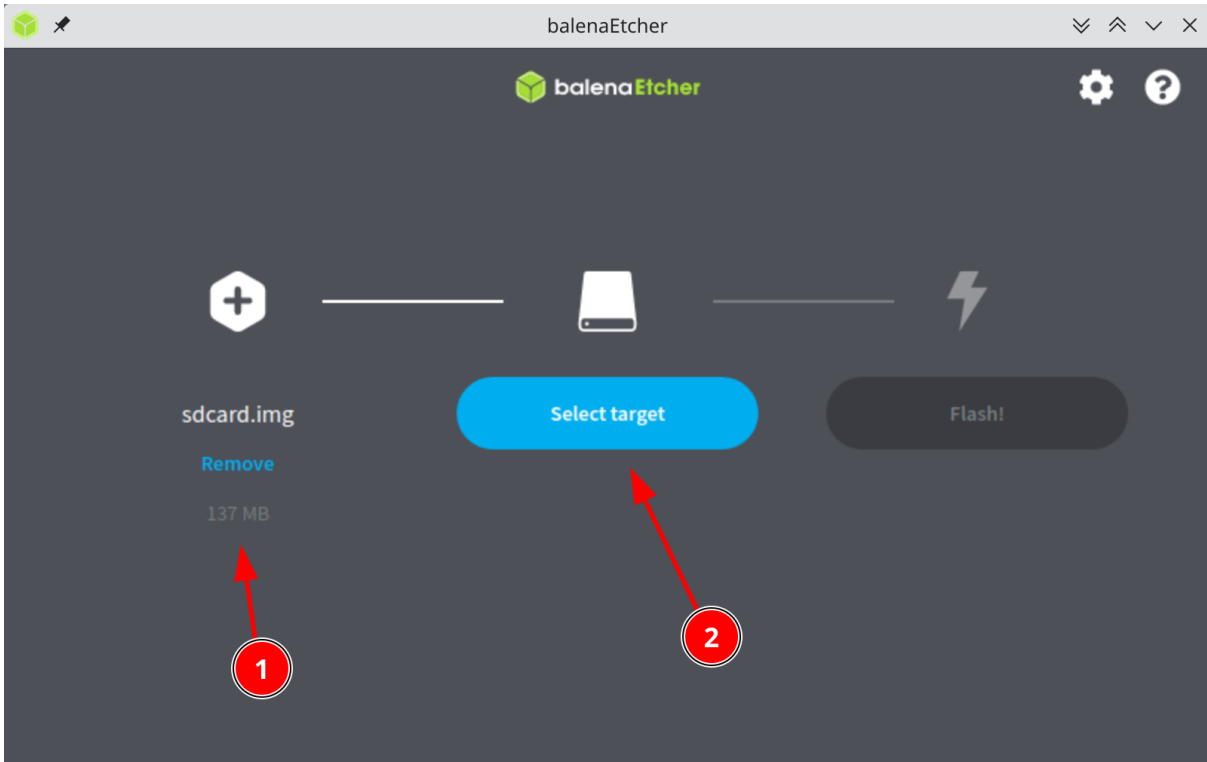 balenaEtcher
balenaEtcher
sdcard.img
Remove
137 MB
Select target
Flash!
1
2